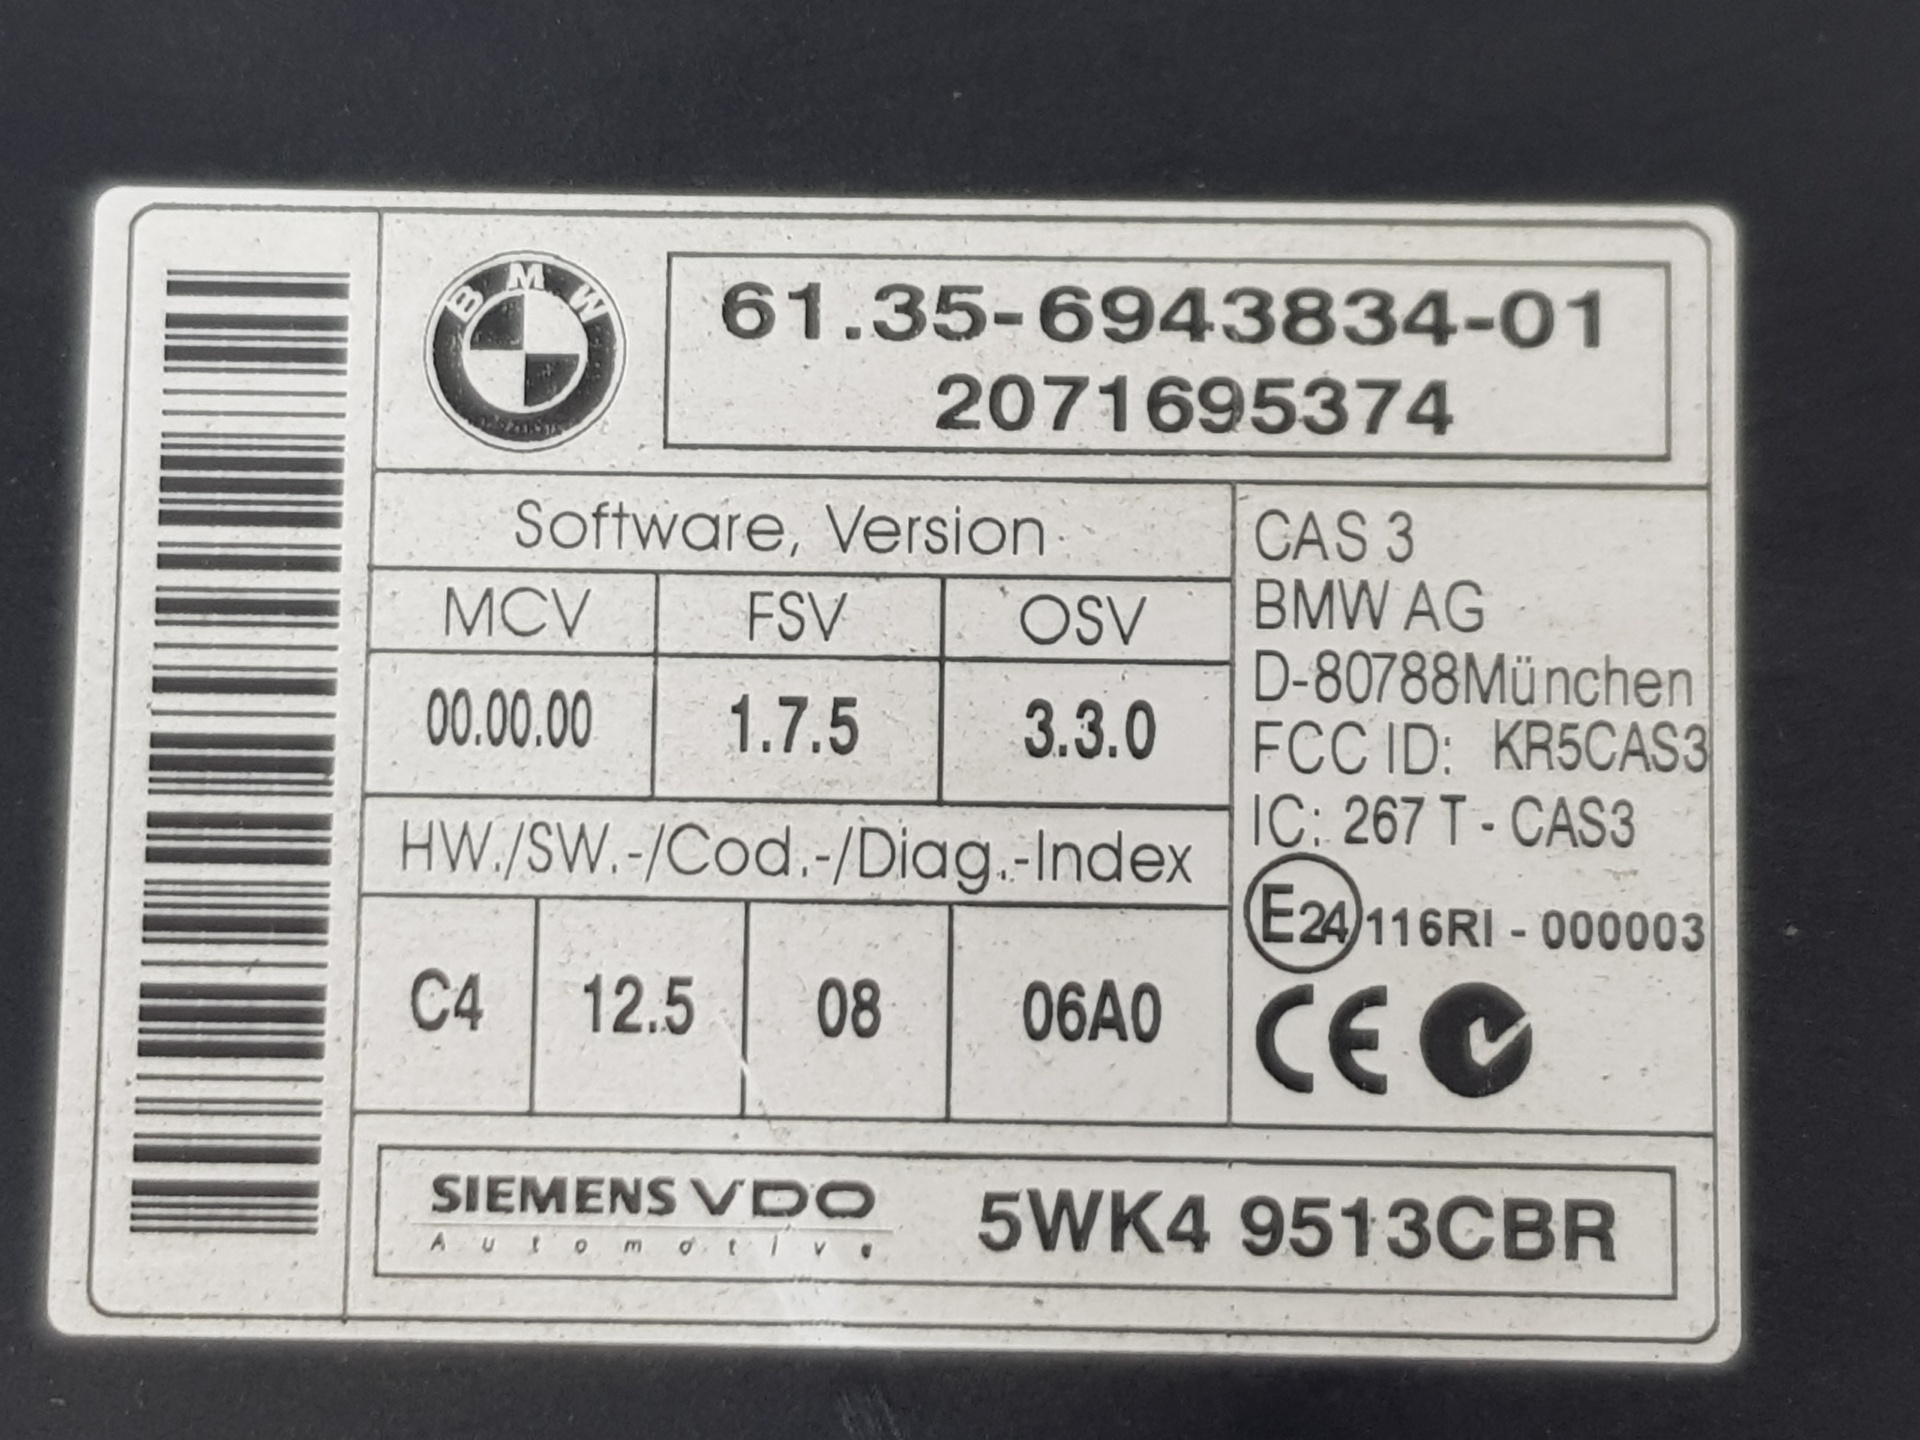 BMW
61.35-6943834-01
2071695374
Software, Version
MCV FSV OSV
00.00.00 1.7.5 3.3.0
HW./SW.-/Cod.-/Diag.-Index
C4 12.5 08 06A0
CAS 3
BMW AG
D-80788München
FCC ID: KR5CAS3
IC: 267 T - CAS3
E24 116RI - 000003
CE
SIEMENS VDO
Automotive
5WK4 9513CBR